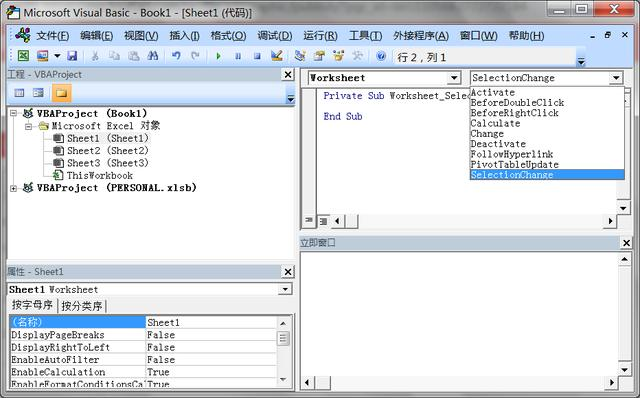 Microsoft Visual Basic - Book1 - [Sheet1 (代码)]
文件(F) 编辑(E) 视图(V) 插入(I) 格式(O) 调试(D) 运行(R) 工具(T) 外接程序(A) 窗口(W) 帮助(H)
行 2, 列 1
工程 - VBAProject
VBAProject (Book1)
Microsoft Excel 对象
Sheet1 (Sheet1)
Sheet2 (Sheet2)
Sheet3 (Sheet3)
ThisWorkbook
VBAProject (PERSONAL.xlsb)
属性 - Sheet1
Sheet1 Worksheet
按字母序 按分类序
(名称) Sheet1
DisplayPageBreaks False
DisplayRightToLeft False
EnableAutoFilter False
EnableCalculation True
EnableFormatConditionsCa True
Worksheet SelectionChange
Private Sub Worksheet_Selec
End Sub
Activate
BeforeDoubleClick
BeforeRightClick
Calculate
Change
Deactivate
FollowHyperlink
PivotTableUpdate
SelectionChange
立即窗口